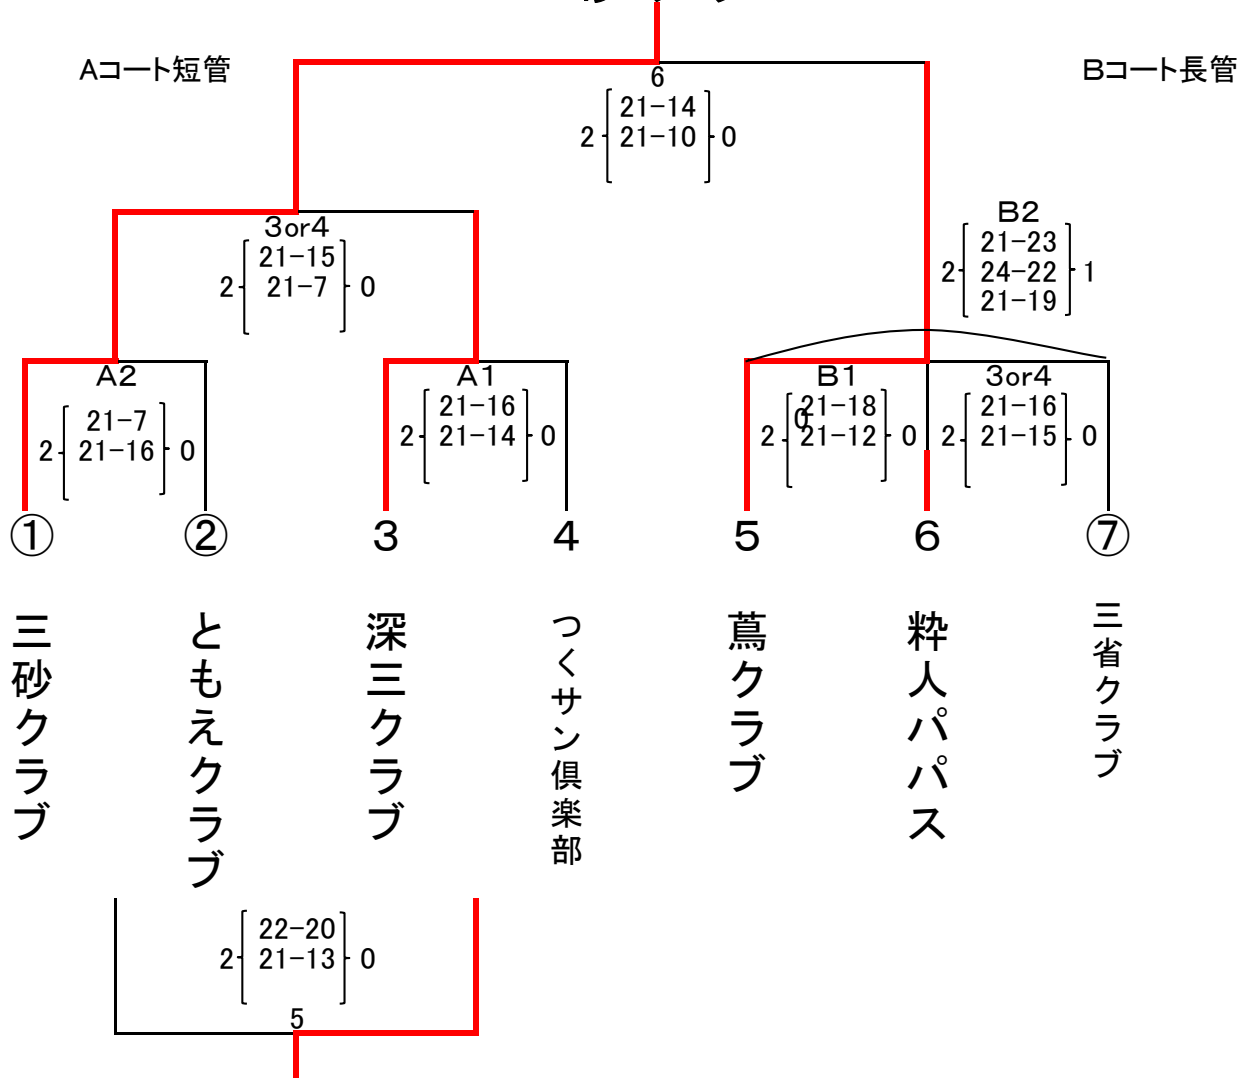 Aコート短管
Bコート長管
6
2 21-14 0
21-10
3or4
2 21-15 0
21-7
B2
2 21-23 1
24-22
21-19
A2
2 21-7 0
21-16
A1
2 21-16 0
21-14
B1
0
2 21-18 0
21-12
3or4
2 21-16 0
21-15
①
②
3
4
5
6
⑦
三砂クラブ
ともえクラブ
深三クラブ
つくサン倶楽部
蔦クラブ
粋人パパス
三省クラブ
2 22-20 0
21-13
5